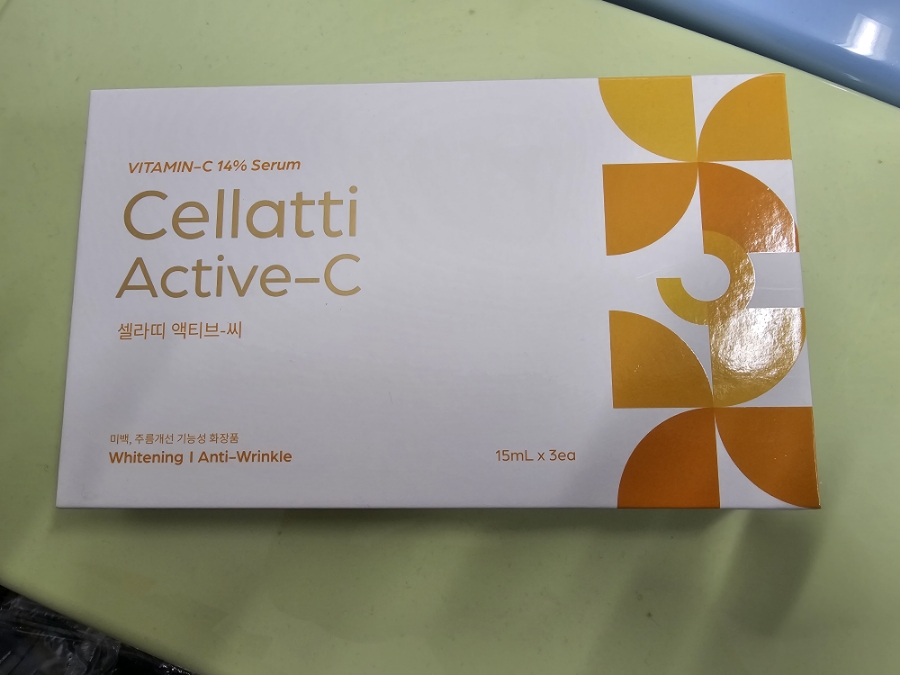 VITAMIN-C 14% Serum
Cellatti
Active-C
셀라띠 액티브-씨
미백, 주름개선 기능성 화장품
Whitening I Anti-Wrinkle
15mL x 3ea